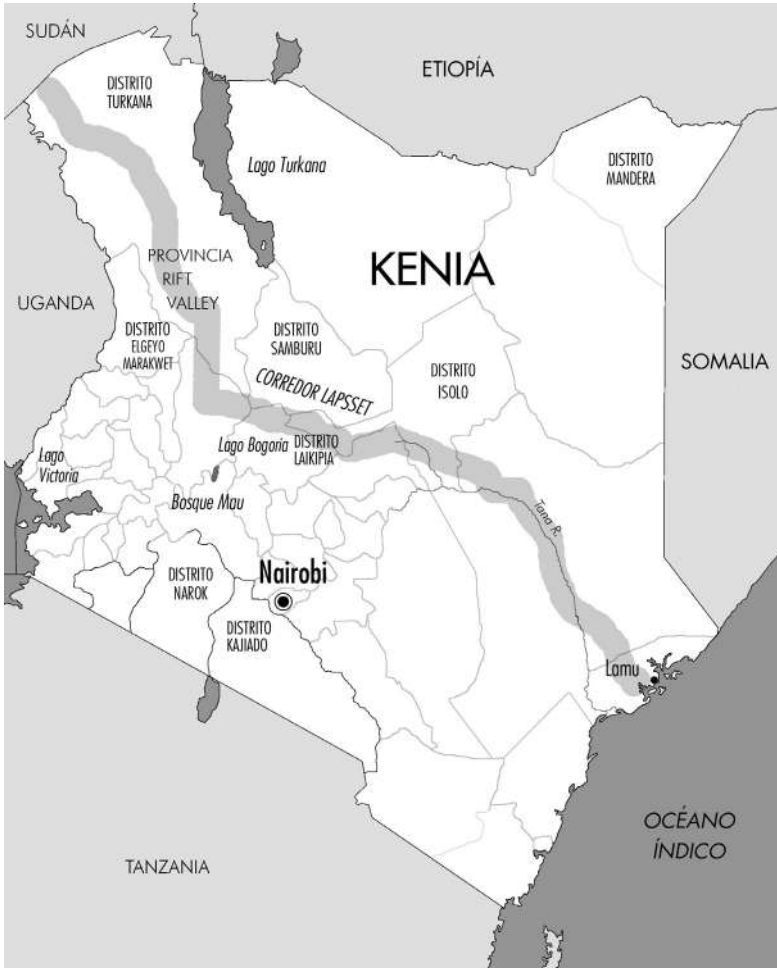 SUDÁN
ETIOPÍA
DISTRITO
TURKANA
Lago Turkana
DISTRITO
MANDERA
PROVINCIA
RIFT
VALLEY
KENIA
UGANDA
DISTRITO
ELGEYO
MARAKWET
DISTRITO
SAMBURU
CORREDOR LAPSSET
DISTRITO
ISOLO
SOMALIA
Lago
Victoria
Lago Bogoria
DISTRITO
LAIKIPIA
Bosque Mau
Tana R.
DISTRITO
NAROK
Nairobi
DISTRITO
KAJIADO
Lamu
TANZANIA
OCÉANO
ÍNDICO